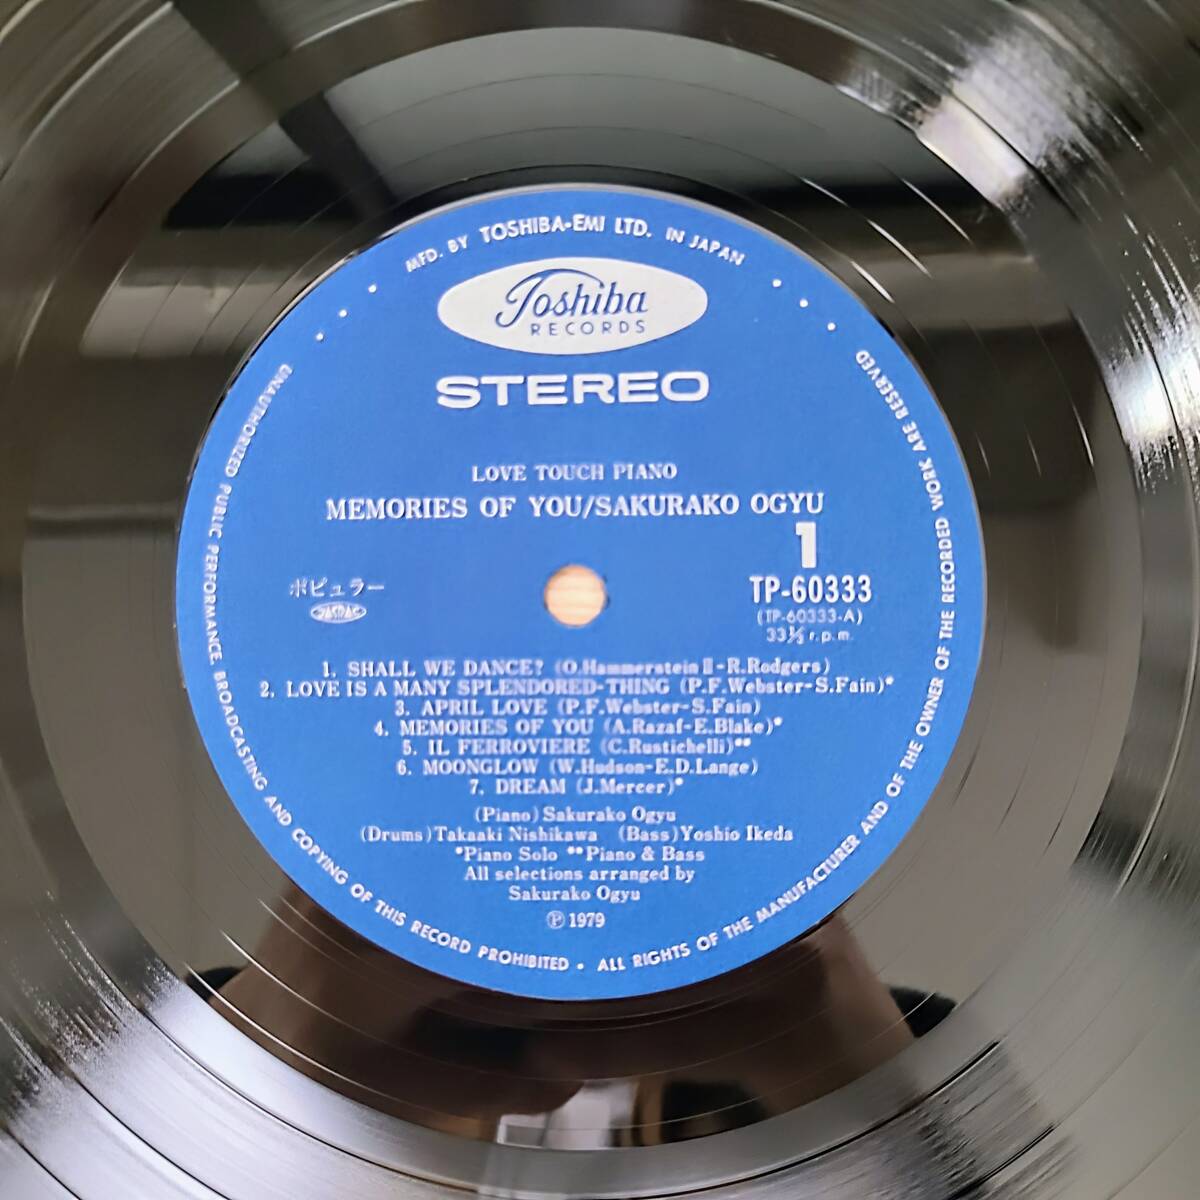 MFD. BY TOSHIBA-EMI LTD. IN JAPAN
Toshiba
RECORDS
STEREO
LOVE TOUCH PIANO
MEMORIES OF YOU/SAKURAKO OGYU
1
ポピュラー
JASRAC
TP-60333
(TP-60333-A)
33⅓ r.p.m.
1. SHALL WE DANCE? (O.Hammerstein II-R.Rodgers)
2. LOVE IS A MANY SPLENDORED-THING (P.F.Webster-S.Fain)*
3. APRIL LOVE (P.F.Webster-S.Fain)
4. MEMORIES OF YOU (A.Razaf-E.Blake)*
5. IL FERROVIERE (C.Rustichelli)**
6. MOONGLOW (W.Hudson-E.D.Lange)
7. DREAM (J.Mercer)*
(Piano) Sakurako Ogyu
(Drums) Takaaki Nishikawa (Bass) Yoshio Ikeda
*Piano Solo **Piano & Bass
All selections arranged by
Sakurako Ogyu
Ⓟ 1979
UNAUTHORIZED PUBLIC PERFORMANCE, BROADCASTING AND COPYING OF THIS RECORD PROHIBITED • ALL RIGHTS OF THE MANUFACTURER AND OF THE OWNER OF THE RECORDED WORK ARE RESERVED